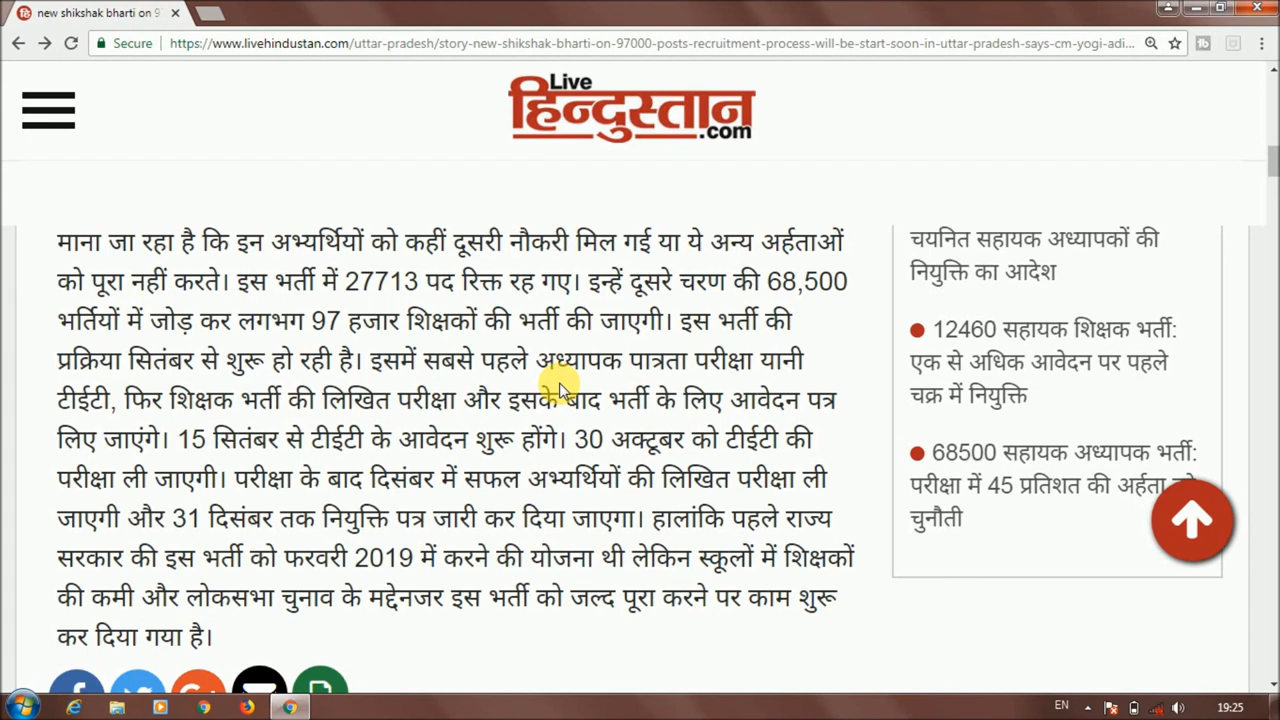 new shikshak bharti on 9
Secure
https://www.livehindustan.com/uttar-pradesh/story-new-shikshak-bharti-on-97000-posts-recruitment-process-will-be-start-soon-in-uttar-pradesh-says-cm-yogi-adi...
Live
हिन्दुस्तान
.com
माना जा रहा है कि इन अभ्यर्थियों को कहीं दूसरी नौकरी मिल गई या ये अन्य अर्हताओं
को पूरा नहीं करते। इस भर्ती में 27713 पद रिक्त रह गए। इन्हें दूसरे चरण की 68,500
भर्तियों में जोड़ कर लगभग 97 हजार शिक्षकों की भर्ती की जाएगी। इस भर्ती की
प्रक्रिया सितंबर से शुरू हो रही है। इसमें सबसे पहले अध्यापक पात्रता परीक्षा यानी
टीईटी, फिर शिक्षक भर्ती की लिखित परीक्षा और इसके बाद भर्ती के लिए आवेदन पत्र
लिए जाएंगे। 15 सितंबर से टीईटी के आवेदन शुरू होंगे। 30 अक्टूबर को टीईटी की
परीक्षा ली जाएगी। परीक्षा के बाद दिसंबर में सफल अभ्यर्थियों की लिखित परीक्षा ली
जाएगी और 31 दिसंबर तक नियुक्ति पत्र जारी कर दिया जाएगा। हालांकि पहले राज्य
सरकार की इस भर्ती को फरवरी 2019 में करने की योजना थी लेकिन स्कूलों में शिक्षकों
की कमी और लोकसभा चुनाव के मद्देनजर इस भर्ती को जल्द पूरा करने पर काम शुरू
कर दिया गया है।
चयनित सहायक अध्यापकों की
नियुक्ति का आदेश
12460 सहायक शिक्षक भर्ती:
एक से अधिक आवेदन पर पहले
चक्र में नियुक्ति
68500 सहायक अध्यापक भर्ती:
परीक्षा में 45 प्रतिशत की अर्हता को
चुनौती
EN
19:25